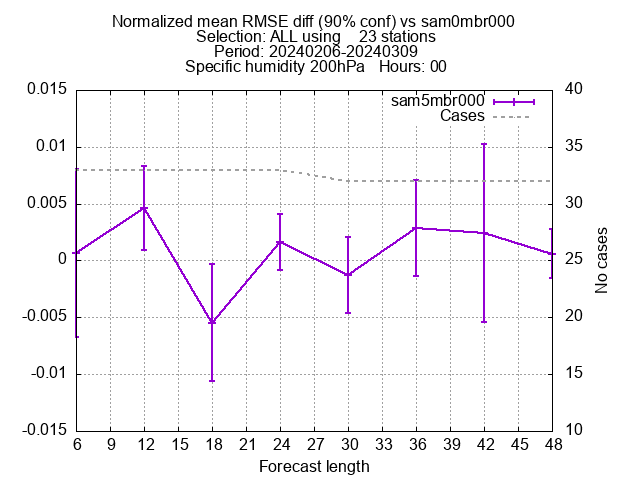 Normalized mean RMSE diff (90% conf) vs sam0mbr000
Selection: ALL using    23 stations
Period: 20240206-20240309
Specific humidity 200hPa   Hours: 00
sam5mbr000
Cases
0.015
0.01
0.005
0
-0.005
-0.01
-0.015
40
35
30
25
20
15
10
No cases
6 9 12 15 18 21 24 27 30 33 36 39 42 45 48
Forecast length